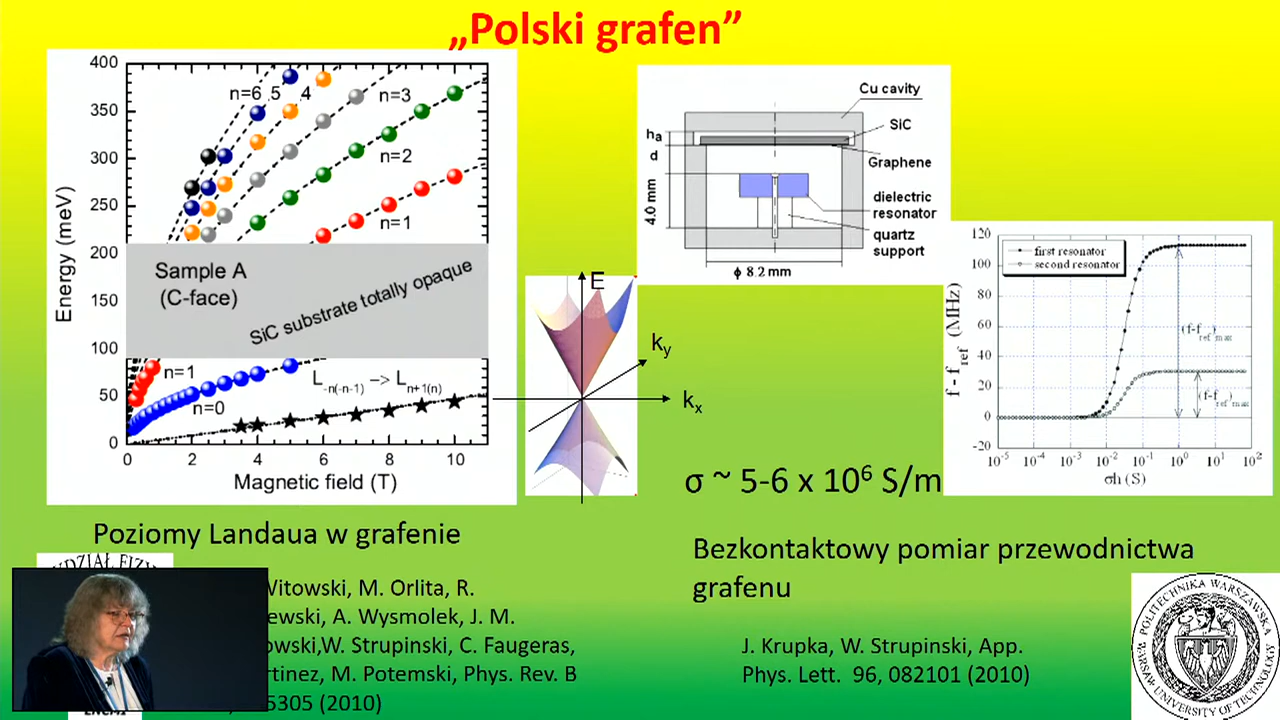 „Polski grafen”
400
350
300
250
200
150
100
50
0
Energy (meV)
n=6
5
4
n=3
n=2
n=1
Sample A
(C-face)
SiC substrate totally opaque
n=1
n=0
L-n(-n-1) –> Ln+1(n)
0 2 4 6 8 10
Magnetic field (T)
E
ky
kx
Cu cavity
SiC
Graphene
dielectric
resonator
quartz
support
ha
d
4.0 mm
ϕ 8.2 mm
120
100
80
60
40
20
0
-20
f - fref (MHz)
first resonator
second resonator
(f-fref)max
(f-fref)max
10-5 10-4 10-3 10-2 10-1 100 101 102
σh (S)
σ ~ 5-6 x 10⁶ S/m
Poziomy Landaua w grafenie
Witowski, M. Orlita, R.
ewski, A. Wysmolek, J. M.
owski,W. Strupinski, C. Faugeras,
rtinez, M. Potemski, Phys. Rev. B
5305 (2010)
Bezkontaktowy pomiar przewodnictwa
grafenu
J. Krupka, W. Strupinski, App.
Phys. Lett. 96, 082101 (2010)
POLITECHNIKA WARSZAWSKA
WARSAW UNIVERSITY OF TECHNOLOGY